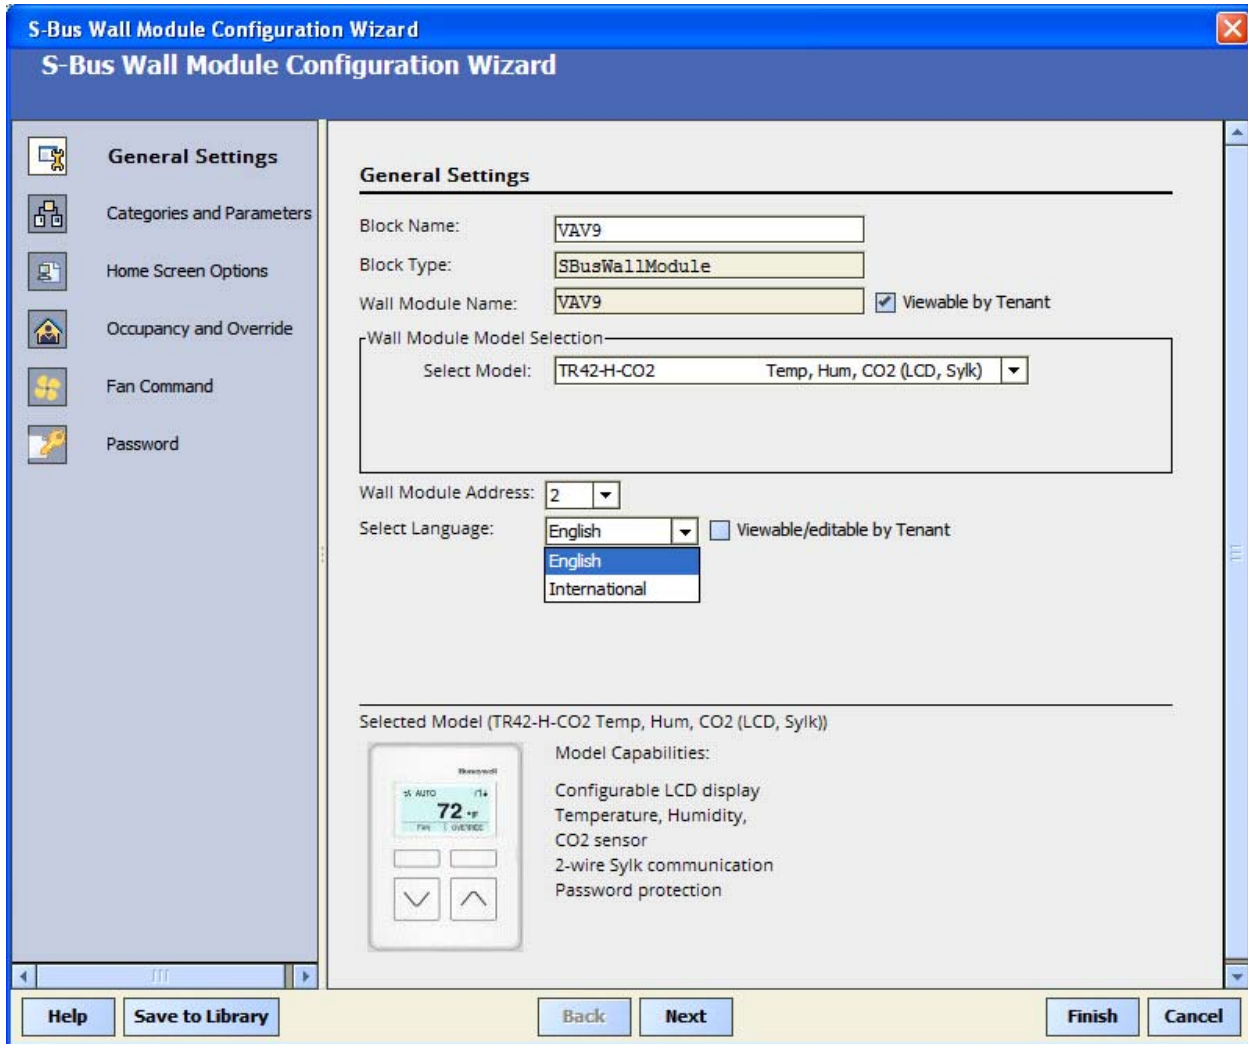 S-Bus Wall Module Configuration Wizard
S-Bus Wall Module Configuration Wizard
General Settings
Categories and Parameters
Home Screen Options
Occupancy and Override
Fan Command
Password
General Settings
Block Name: VAV9
Block Type: SBusWallModule
Wall Module Name: VAV9 Viewable by Tenant
Wall Module Model Selection
Select Model: TR42-H-CO2 Temp, Hum, CO2 (LCD, Sylk)
Wall Module Address: 2
Select Language: English Viewable/editable by Tenant
English
International
Selected Model (TR42-H-CO2 Temp, Hum, CO2 (LCD, Sylk))
Honeywell
AUTO
72 °F
FAN OVERRIDE
Model Capabilities:
Configurable LCD display
Temperature, Humidity,
CO2 sensor
2-wire Sylk communication
Password protection
Help Save to Library Back Next Finish Cancel